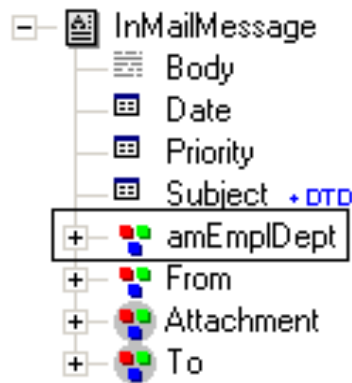 InMailMessage
Body
Date
Priority
Subject + DTD
amEmplDept
From
Attachment
To